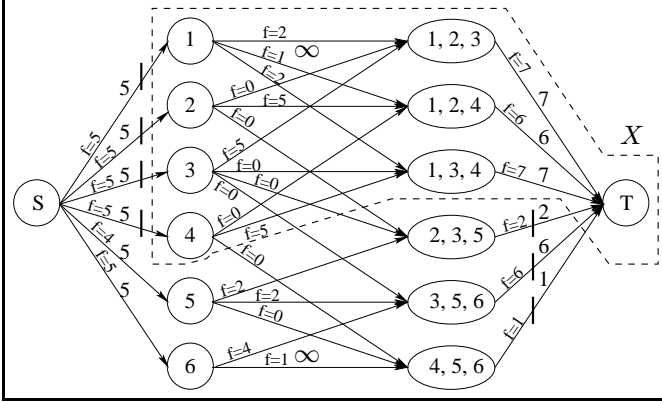 1
f=2
1, 2, 3
f=1
∞
f=2
f=7
5
7
f=0
2
f=5
1, 2, 4
f=6
f=5
5
f=0
6
X
f=5
f=5
3
f=0
1, 3, 4
f=7
7
f=5
5
f=0
f=0
S
T
f=5
5
f=0
4
f=5
2, 3, 5
f=2
2
f=4
5
f=0
6
f=5
5
f=2
5
f=2
3, 5, 6
f=6
1
f=0
f=4
f=1
6
f=1
∞
4, 5, 6